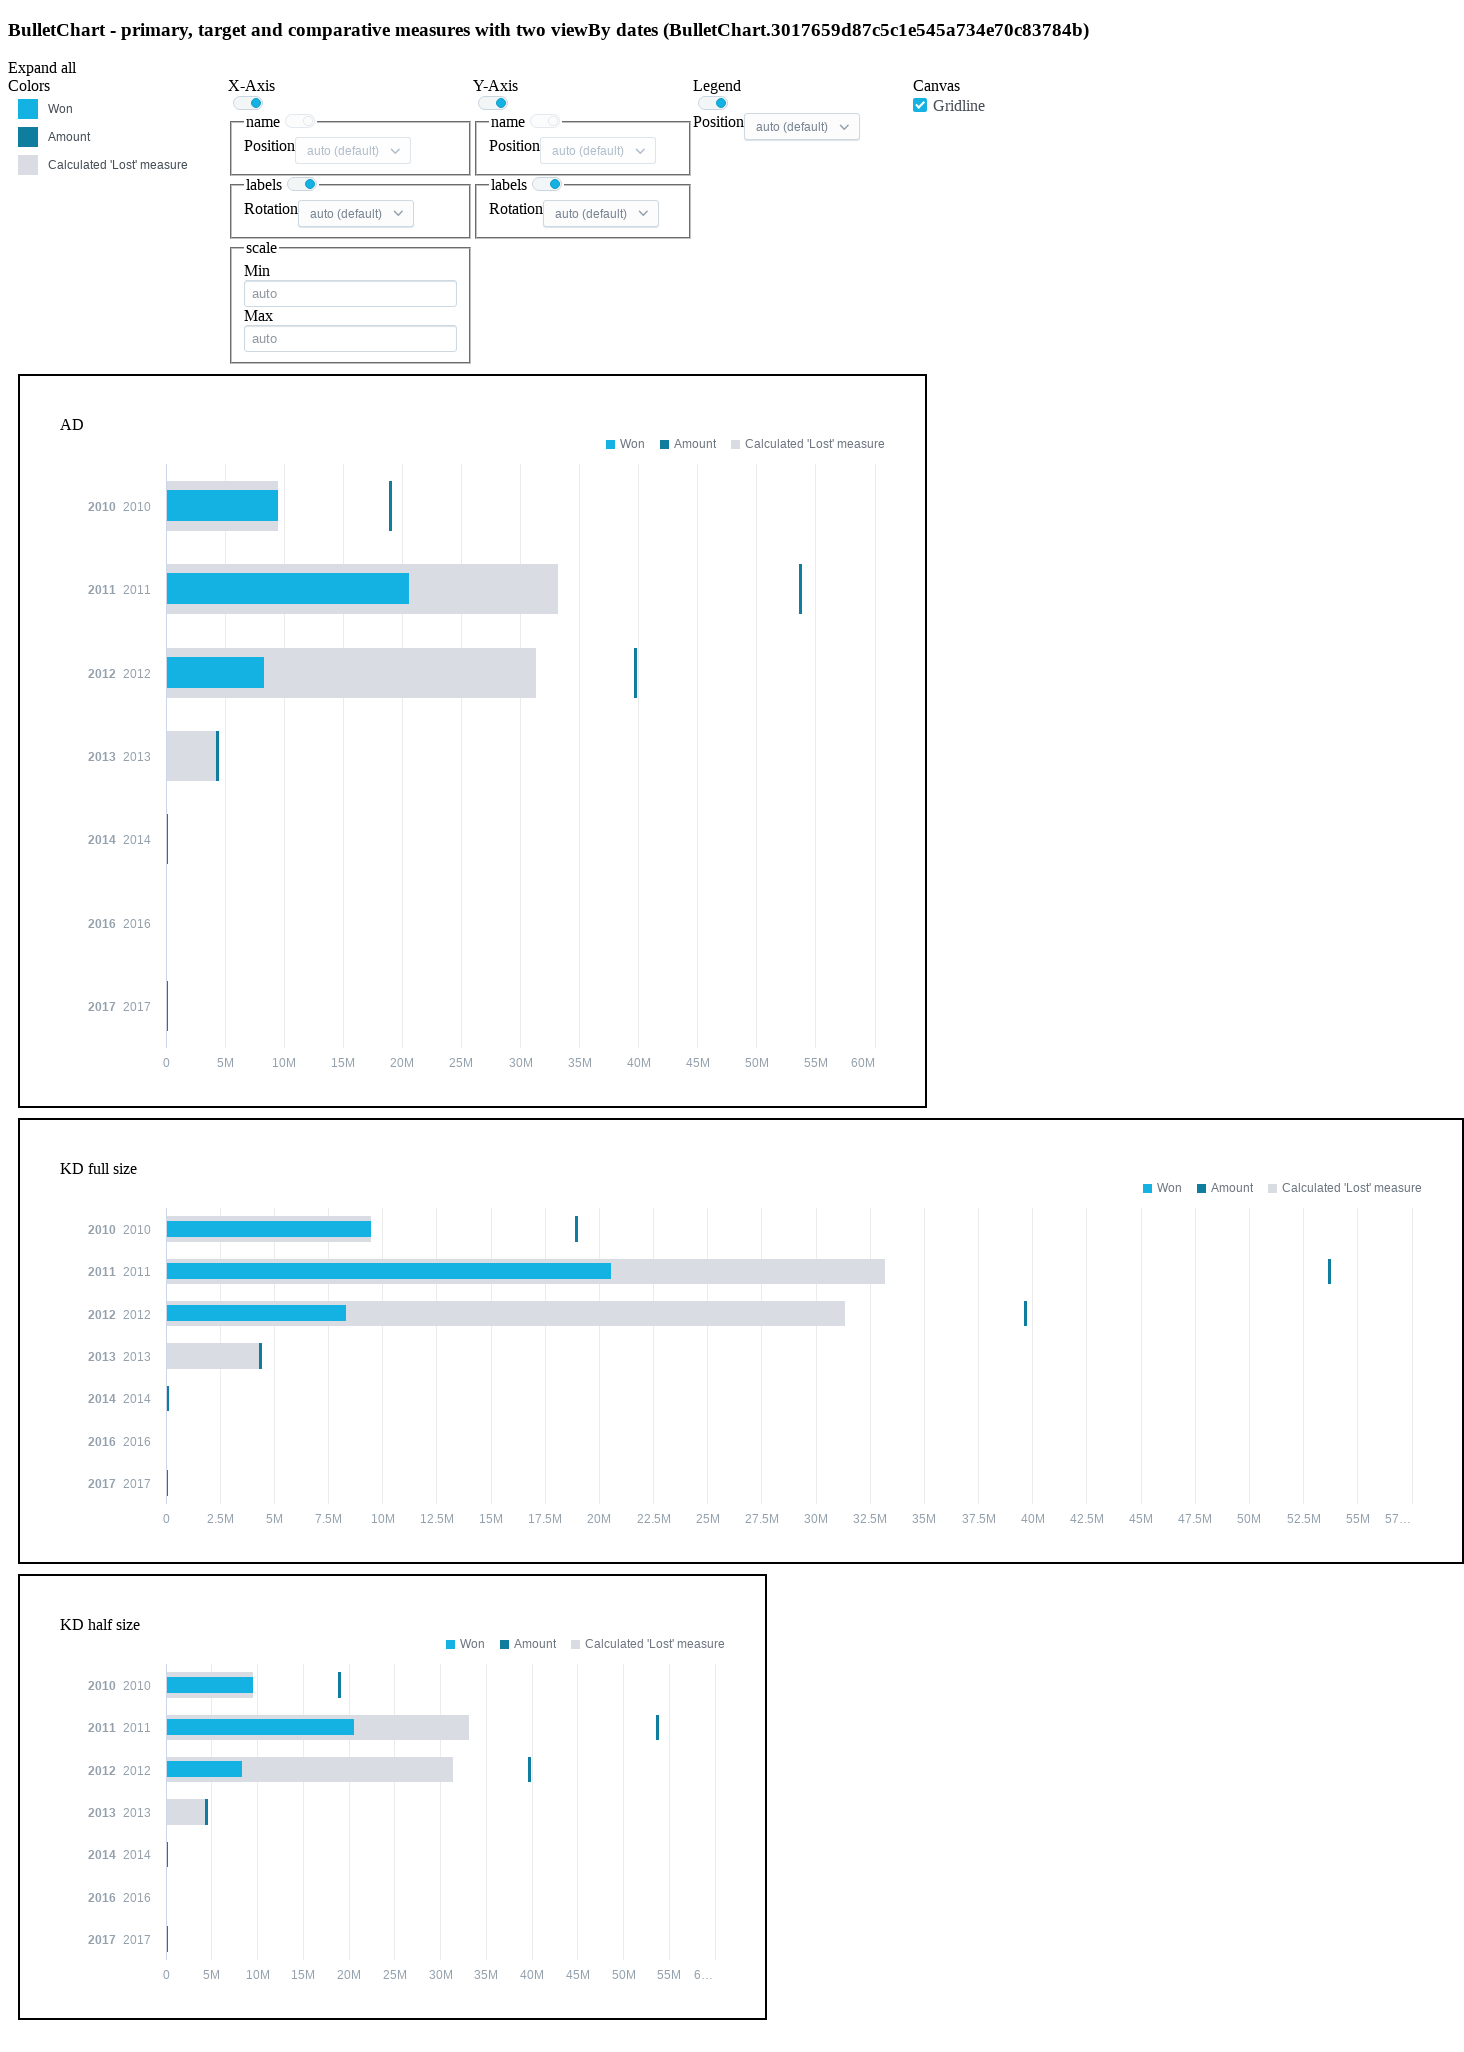 BulletChart - primary, target and comparative measures with two viewBy dates (BulletChart.3017659d87c5c1e545a734e70c83784b)
Expand all
Colors
Won
Amount
Calculated 'Lost' measure
X-Axis
name
Position auto (default)
labels
Rotation auto (default)
scale
Min
auto
Max
auto
Y-Axis
name
Position auto (default)
labels
Rotation auto (default)
Legend
Position auto (default)
Canvas
Gridline
AD
Won Amount Calculated 'Lost' measure
2010 2010
2011 2011
2012 2012
2013 2013
2014 2014
2016 2016
2017 2017
0 5M 10M 15M 20M 25M 30M 35M 40M 45M 50M 55M 60M
KD full size
Won Amount Calculated 'Lost' measure
2010 2010
2011 2011
2012 2012
2013 2013
2014 2014
2016 2016
2017 2017
0 2.5M 5M 7.5M 10M 12.5M 15M 17.5M 20M 22.5M 25M 27.5M 30M 32.5M 35M 37.5M 40M 42.5M 45M 47.5M 50M 52.5M 55M 57…
KD half size
Won Amount Calculated 'Lost' measure
2010 2010
2011 2011
2012 2012
2013 2013
2014 2014
2016 2016
2017 2017
0 5M 10M 15M 20M 25M 30M 35M 40M 45M 50M 55M 6…